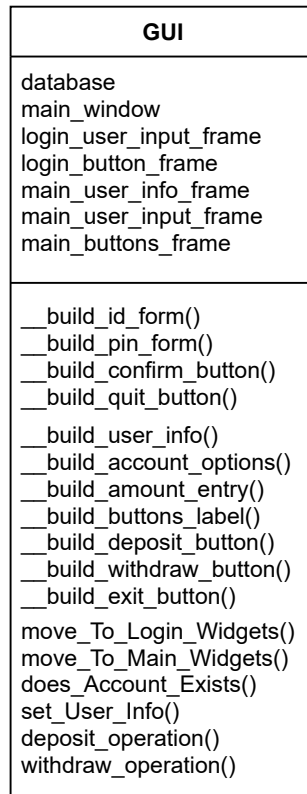 GUI
database
main_window
login_user_input_frame
login_button_frame
main_user_info_frame
main_user_input_frame
main_buttons_frame
__build_id_form()
__build_pin_form()
__build_confirm_button()
__build_quit_button()
__build_user_info()
__build_account_options()
__build_amount_entry()
__build_buttons_label()
__build_deposit_button()
__build_withdraw_button()
__build_exit_button()
move_To_Login_Widgets()
move_To_Main_Widgets()
does_Account_Exists()
set_User_Info()
deposit_operation()
withdraw_operation()